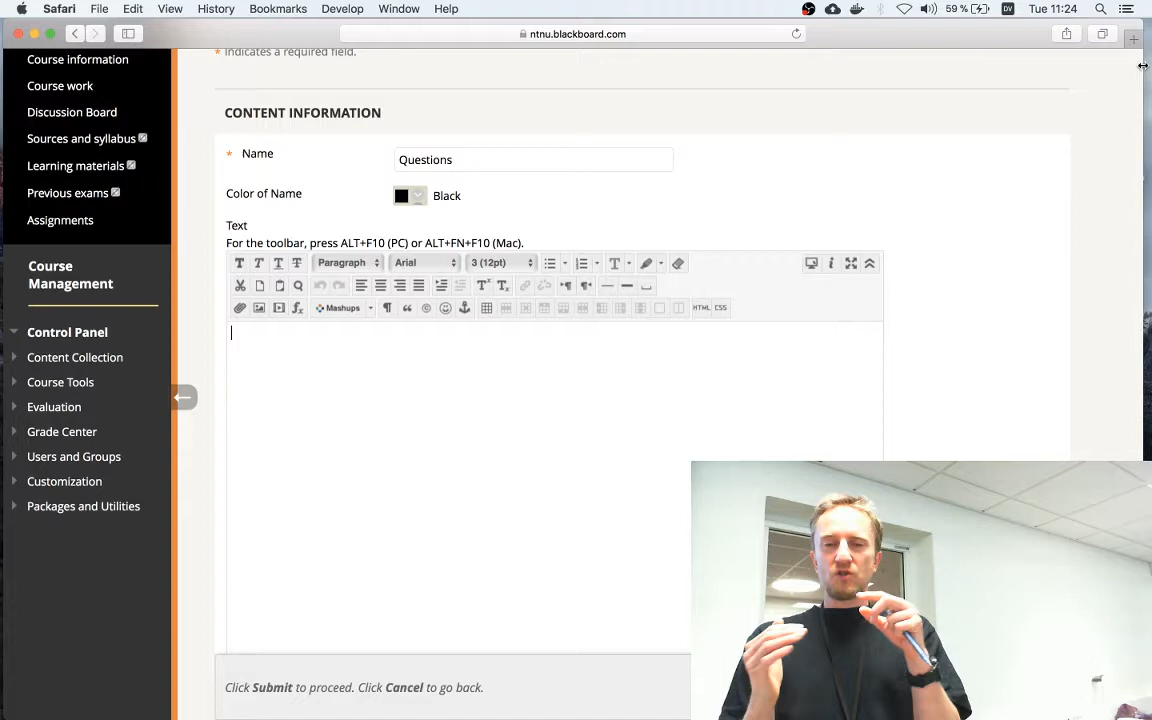 Safari File Edit View History Bookmarks Develop Window Help 59 % DV Tue 11:24
ntnu.blackboard.com
Course information
Course work
Discussion Board
Sources and syllabus
Learning materials
Previous exams
Assignments
Course
Management
Control Panel
Content Collection
Course Tools
Evaluation
Grade Center
Users and Groups
Customization
Packages and Utilities
* Indicates a required field.
CONTENT INFORMATION
* Name Questions
Color of Name Black
Text
For the toolbar, press ALT+F10 (PC) or ALT+FN+F10 (Mac).
T T T T Paragraph Arial 3 (12pt) T
Mashups HTML CSS
Click Submit to proceed. Click Cancel to go back.